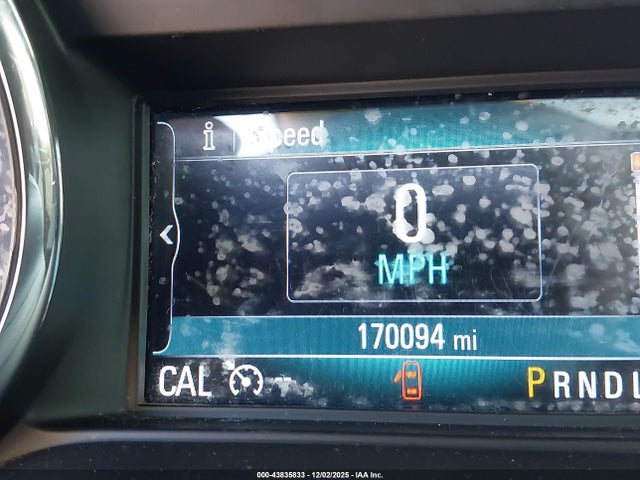 i Speed
0
MPH
170094 mi
CAL -- PRNDL
000-43835833 - 12/02/2025 - IAA Inc.